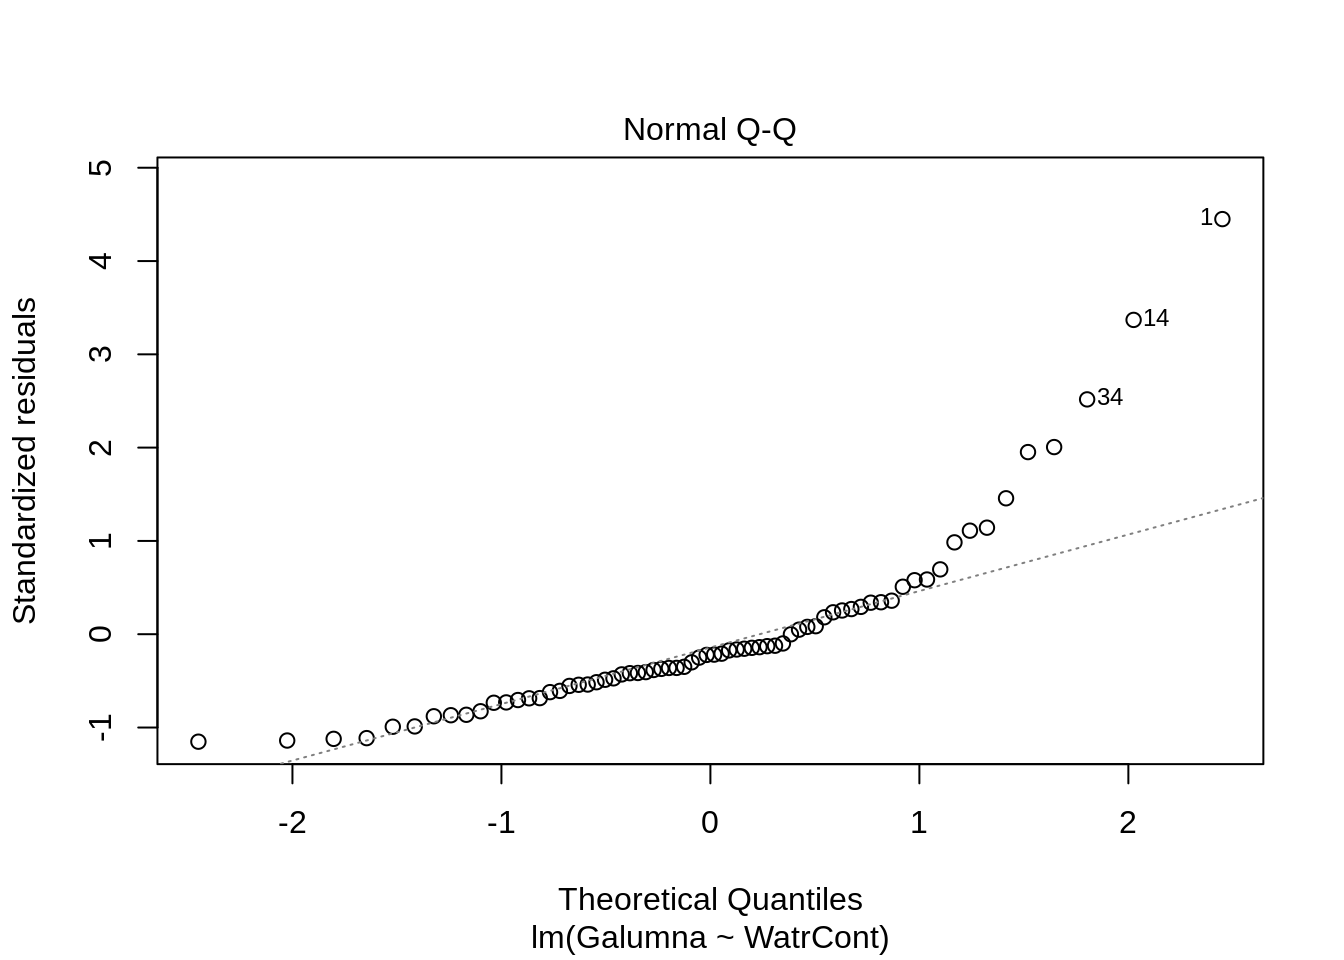 Normal Q-Q
5
4
3
2
1
0
-1
Standardized residuals
1
14
34
-2 -1 0 1 2
Theoretical Quantiles
lm(Galumna ~ WatrCont)